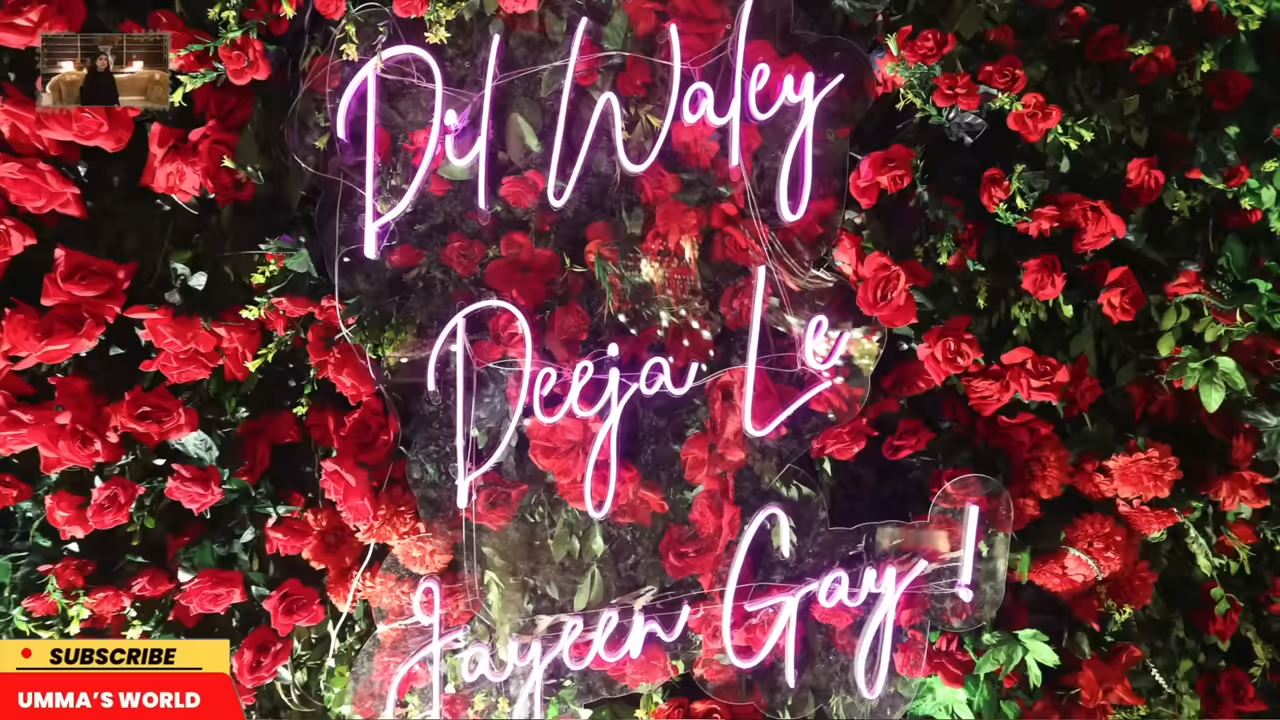 Dil Waley
Deeja Le
Jayeen Gay !
SUBSCRIBE
UMMA'S WORLD